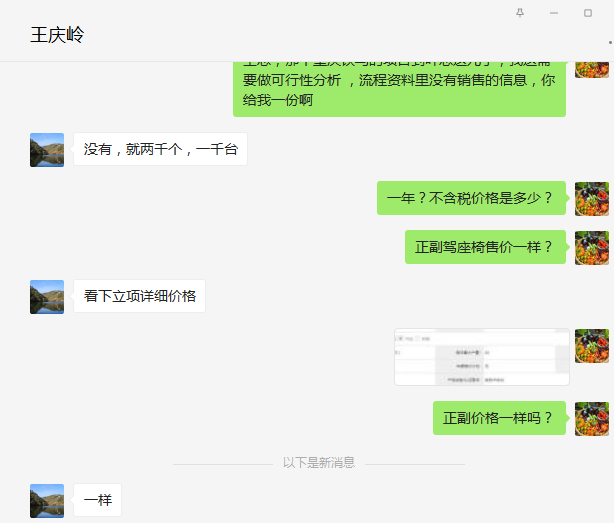 王庆岭
要做可行性分析 ，流程资料里没有销售的信息，你
给我一份啊
没有，就两千个，一千台
一年？不含税价格是多少？
正副驾座椅售价一样？
看下立项详细价格
正副价格一样吗？
以下是新消息
一样